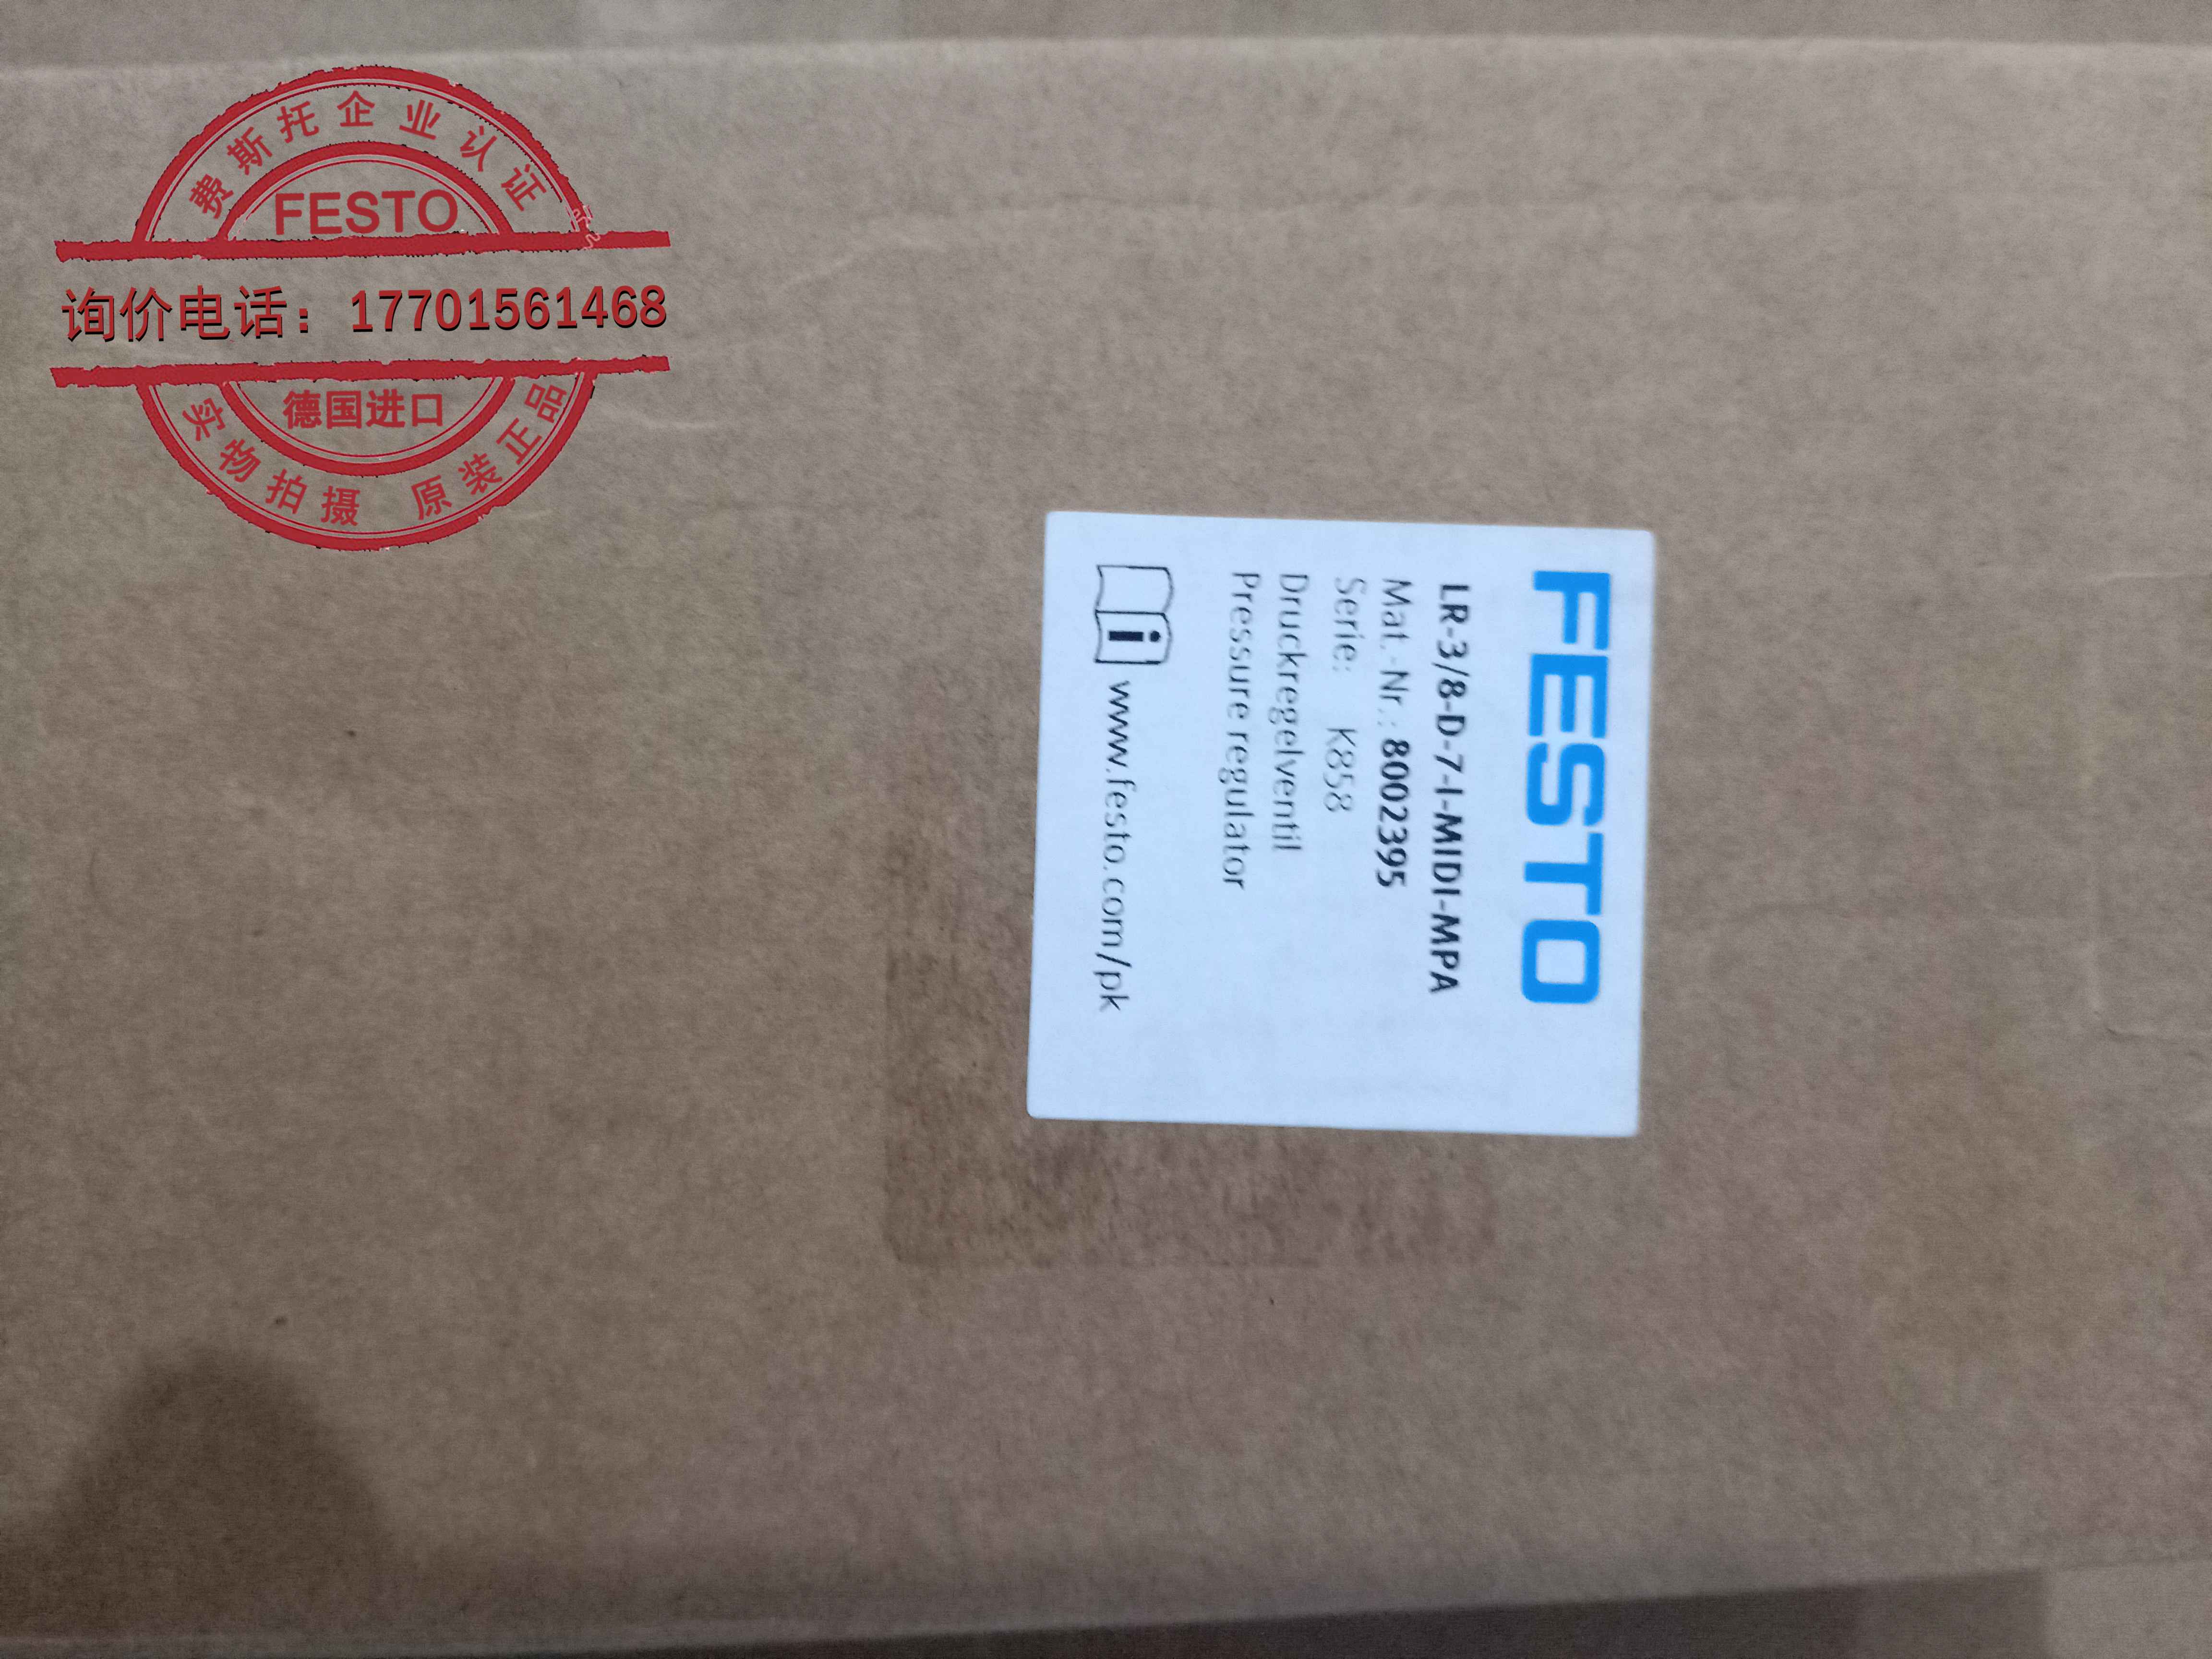 费斯托企业认证
FESTO
询价电话：17701561468
德国进口
实物拍摄 原装正品
FESTO
LR-3/8-D-7-I-MIDI-MPA
Mat.-Nr.: 8002395
Serie: K858
Druckregelventil
Pressure regulator
i www.festo.com/pk